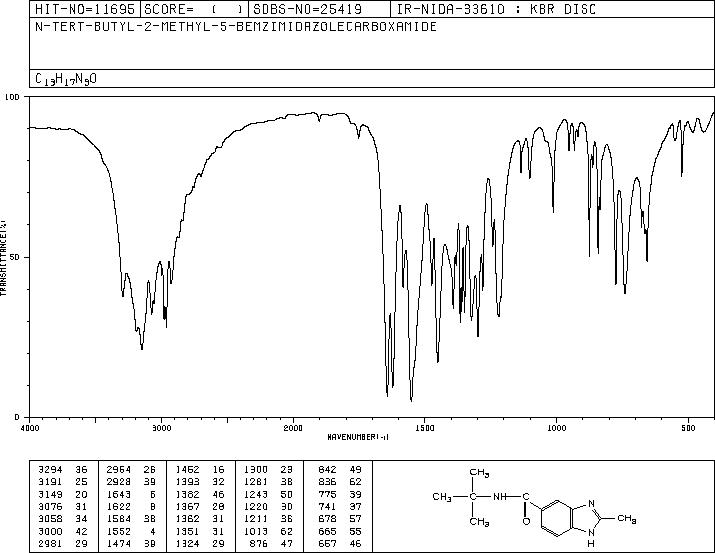 HIT-NO=11695 SCORE= ( ) SDBS-NO=25419 IR-NIDA-33610 : KBR DISC
N-TERT-BUTYL-2-METHYL-5-BENZIMIDAZOLECARBOXAMIDE
C13H17N3O
100
50
0
TRANSMITTANCE(%)
4000 3000 2000 1500 1000 500
WAVENUMBER(-1)
3294 36 2964 26 1452 16 1300 23 842 49
3191 25 2928 39 1393 32 1281 38 836 62
3149 20 1643 6 1382 46 1243 50 775 39
3076 31 1622 8 1367 28 1220 30 741 37
3058 34 1584 38 1362 31 1211 36 678 57
3000 42 1552 4 1351 31 1013 62 665 55
2981 29 1474 39 1324 29 876 47 657 46
CH3
CH3 C NH C N
CH3 O N CH3
H